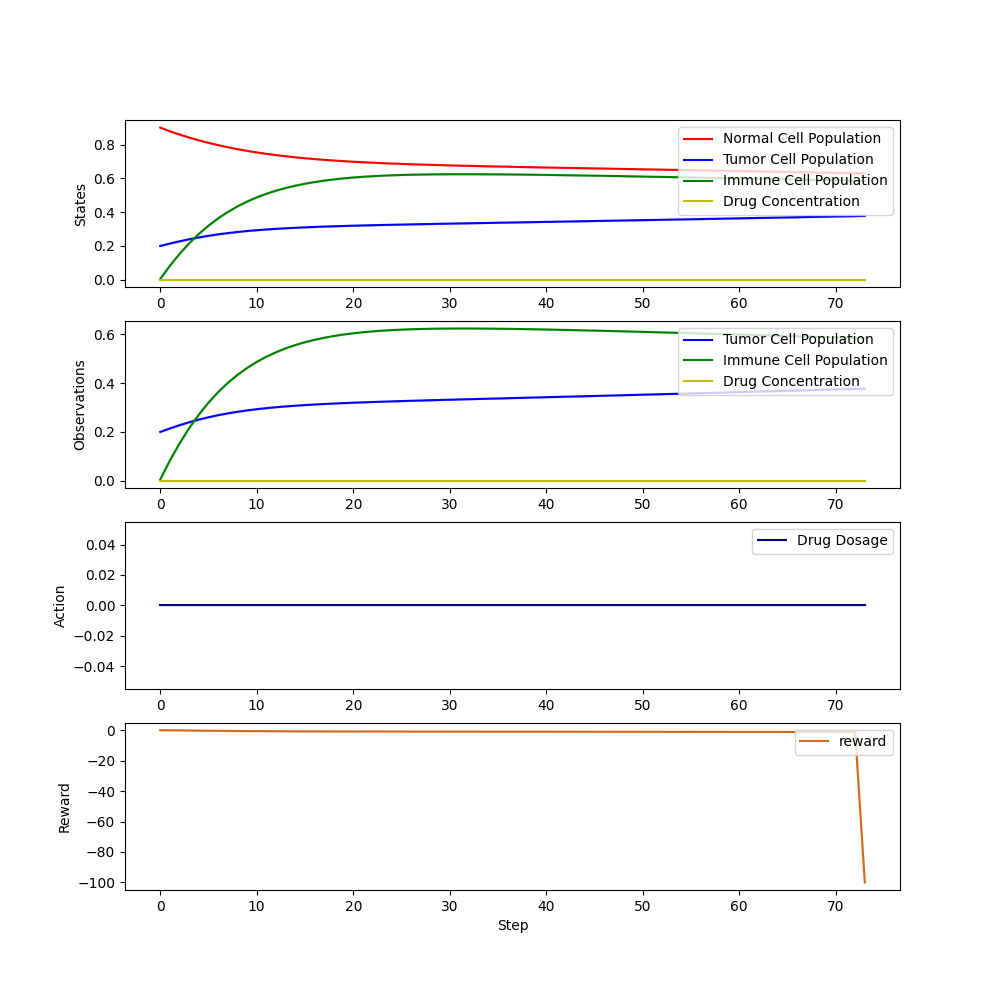 0.8
0.6
0.4
0.2
0.0
States
Normal Cell Population
Tumor Cell Population
Immune Cell Population
Drug Concentration
0 10 20 30 40 50 60 70
0.6
0.4
0.2
0.0
Observations
Tumor Cell Population
Immune Cell Population
Drug Concentration
0 10 20 30 40 50 60 70
0.04
0.02
0.00
−0.02
−0.04
Action
Drug Dosage
0 10 20 30 40 50 60 70
0
−20
−40
−60
−80
−100
Reward
reward
0 10 20 30 40 50 60 70
Step